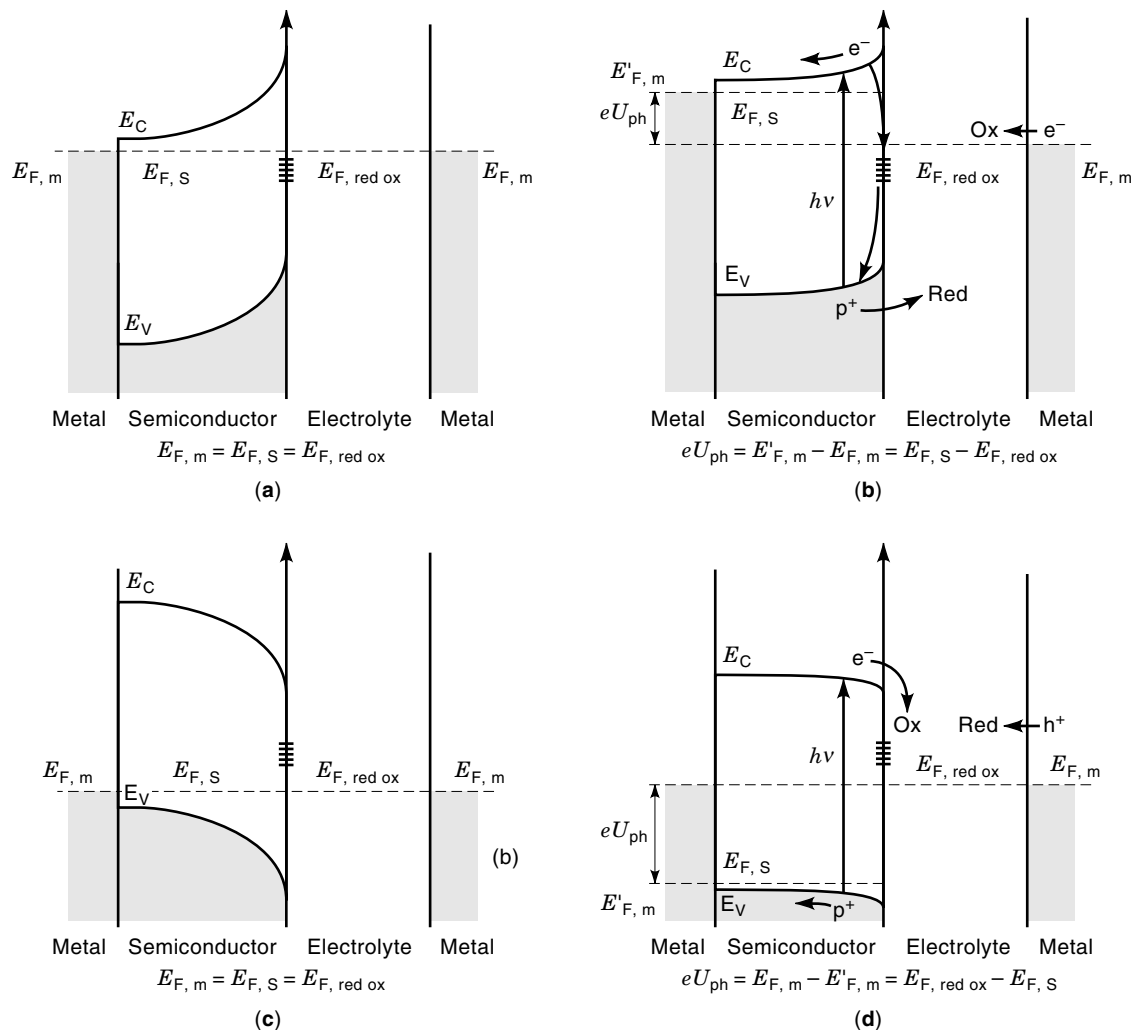 E_C
E_F, m
E_F, S
E_F, red ox
E_F, m
E_V
Metal Semiconductor Electrolyte Metal
E_F, m = E_F, S = E_F, red ox
(a)
e⁻
E_C
E'_F, m
eU_ph
E_F, S
Ox e⁻
E_F, red ox
E_F, m
hν
E_V
p⁺
Red
Metal Semiconductor Electrolyte Metal
eU_ph = E'_F, m − E_F, m = E_F, S − E_F, red ox
(b)
E_C
E_F, m
E_F, S
E_F, red ox
E_F, m
E_V
(b)
Metal Semiconductor Electrolyte Metal
E_F, m = E_F, S = E_F, red ox
(c)
E_C
e⁻
Ox
Red h⁺
hν
E_F, red ox
E_F, m
eU_ph
E_F, S
E'_F, m
E_V
p⁺
Metal Semiconductor Electrolyte Metal
eU_ph = E_F, m − E'_F, m = E_F, red ox − E_F, S
(d)